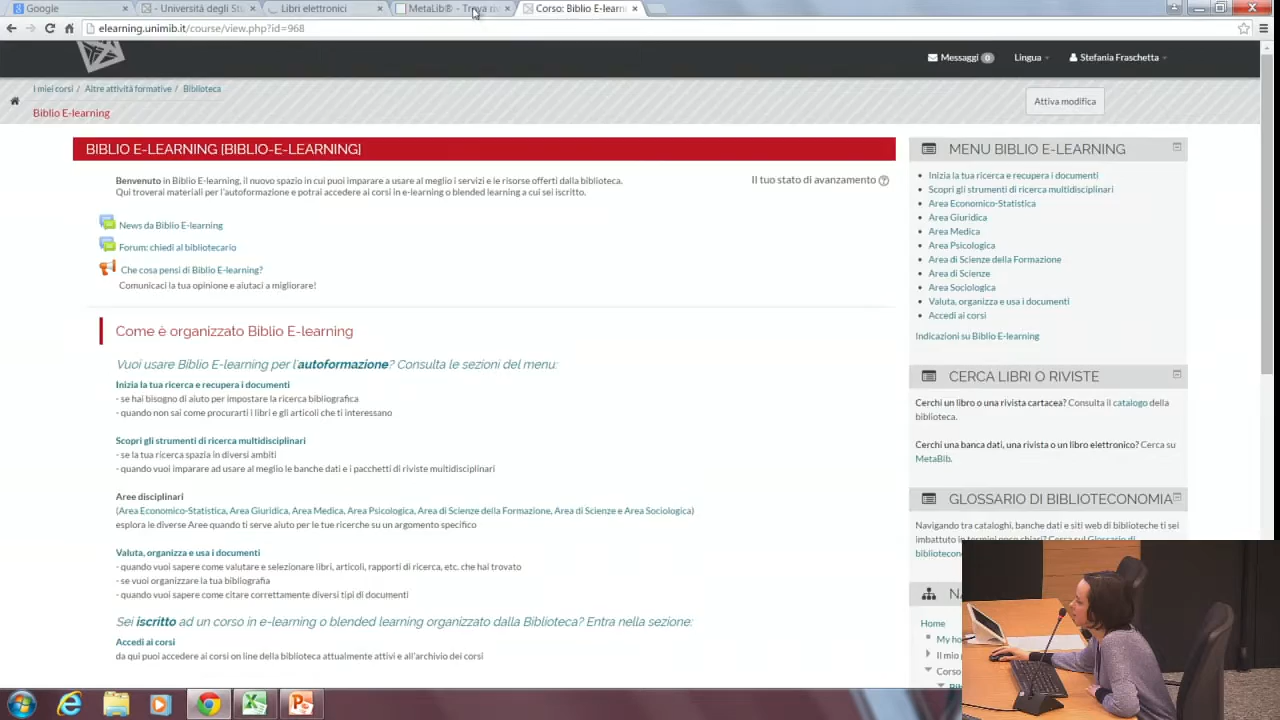 Google
- Università degli Stu
Libri elettronici
MetaLib® - Trova
Corso: Biblio E-learni
elearning.unimib.it/course/view.php?id=968
Messaggi 0
Lingua
Stefania Fraschetta
I miei corsi / Altre attività formative / Biblioteca
Biblio E-learning
Attiva modifica
BIBLIO E-LEARNING [BIBLIO-E-LEARNING]
Benvenuto in Biblio E-learning, il nuovo spazio in cui puoi imparare a usare al meglio i servizi e le risorse offerti dalla biblioteca.
Qui troverai materiali per l'autoformazione e potrai accedere ai corsi in e-learning o blended learning a cui sei iscritto.
Il tuo stato di avanzamento
News da Biblio E-learning
Forum: chiedi al bibliotecario
Che cosa pensi di Biblio E-learning?
Comunicaci la tua opinione e aiutaci a migliorare!
Come è organizzato Biblio E-learning
Vuoi usare Biblio E-learning per l'autoformazione? Consulta le sezioni del menu:
Inizia la tua ricerca e recupera i documenti
- se hai bisogno di aiuto per impostare la ricerca bibliografica
- quando non sai come procurarti i libri e gli articoli che ti interessano
Scopri gli strumenti di ricerca multidisciplinari
- se la tua ricerca spazia in diversi ambiti
- quando vuoi imparare ad usare al meglio le banche dati e i pacchetti di riviste multidisciplinari
Aree disciplinari
(Area Economico-Statistica, Area Giuridica, Area Medica, Area Psicologica, Area di Scienze della Formazione, Area di Scienze e Area Sociologica)
esplora le diverse Aree quando ti serve aiuto per le tue ricerche su un argomento specifico
Valuta, organizza e usa i documenti
- quando vuoi sapere come valutare e selezionare libri, articoli, rapporti di ricerca, etc. che hai trovato
- se vuoi organizzare la tua bibliografia
- quando vuoi sapere come citare correttamente diversi tipi di documenti
Sei iscritto ad un corso in e-learning o blended learning organizzato dalla Biblioteca? Entra nella sezione:
Accedi ai corsi
da qui puoi accedere ai corsi on line della biblioteca attualmente attivi e all'archivio dei corsi
MENU BIBLIO E-LEARNING
Inizia la tua ricerca e recupera i documenti
Scopri gli strumenti di ricerca multidisciplinari
Area Economico-Statistica
Area Giuridica
Area Medica
Area Psicologica
Area di Scienze della Formazione
Area di Scienze
Area Sociologica
Valuta, organizza e usa i documenti
Accedi ai corsi
Indicazioni su Biblio E-learning
CERCA LIBRI O RIVISTE
Cerchi un libro o una rivista cartacea? Consulta il catalogo della
biblioteca.
Cerchi una banca dati, una rivista o un libro elettronico? Cerca su
MetaBib.
GLOSSARIO DI BIBLIOTECONOMIA
Navigando tra cataloghi, banche dati e siti web di biblioteche ti sei
imbattuto in termini poco chiari? Cerca sul Glossario di
bibliotecon
NA
Home
My ho
Il mio
Corso